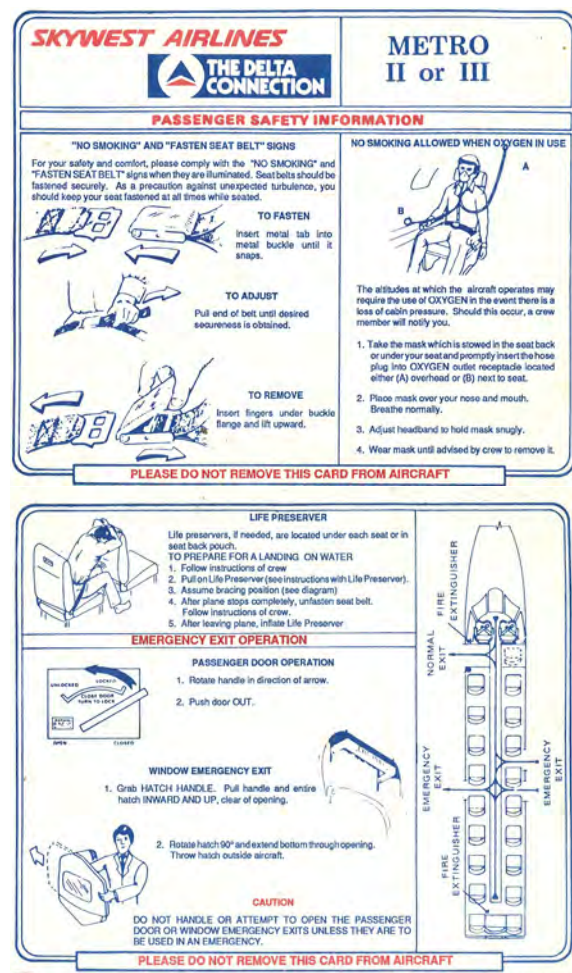 SKYWEST AIRLINES
THE DELTA
CONNECTION
METRO
II or III
PASSENGER SAFETY INFORMATION
"NO SMOKING" AND "FASTEN SEAT BELT" SIGNS
For your safety and comfort, please comply with the "NO SMOKING" and
"FASTEN SEAT BELT" signs when they are illuminated. Seat belts should be
fastened securely. As a precaution against unexpected turbulence, you
should keep your seat fastened at all times while seated.
TO FASTEN
Insert metal tab into
metal buckle until it
snaps.
TO ADJUST
Pull end of belt until desired
secureness is obtained.
TO REMOVE
Insert fingers under buckle
flange and lift upward.
NO SMOKING ALLOWED WHEN OXYGEN IN USE
A
B
The altitudes at which the aircraft operates may
require the use of OXYGEN in the event there is a
loss of cabin pressure. Should this occur, a crew
member will notify you.
1. Take the mask which is stowed in the seat back
or under your seat and promptly insert the hose
plug into OXYGEN outlet receptacle located
either (A) overhead or (B) next to seat.
2. Place mask over your nose and mouth.
Breathe normally.
3. Adjust headband to hold mask snugly.
4. Wear mask until advised by crew to remove it.
PLEASE DO NOT REMOVE THIS CARD FROM AIRCRAFT
LIFE PRESERVER
Life preservers, if needed, are located under each seat or in
seat back pouch.
TO PREPARE FOR A LANDING ON WATER
1. Follow instructions of crew
2. Pull on Life Preserver (see instructions with Life Preserver).
3. Assume bracing position (see diagram)
4. After plane stops completely, unfasten seat belt.
Follow instructions of crew.
5. After leaving plane, inflate Life Preserver
EMERGENCY EXIT OPERATION
PASSENGER DOOR OPERATION
1. Rotate handle in direction of arrow.
2. Push door OUT.
UNLOCKED
LOCKED
CLOSE DOOR
TURN TO LOCK
OPEN
CLOSED
WINDOW EMERGENCY EXIT
1. Grab HATCH HANDLE. Pull handle and entire
hatch INWARD AND UP, clear of opening.
2. Rotate hatch 90° and extend bottom through opening.
Throw hatch outside aircraft.
CAUTION
DO NOT HANDLE OR ATTEMPT TO OPEN THE PASSENGER
DOOR OR WINDOW EMERGENCY EXITS UNLESS THEY ARE TO
BE USED IN AN EMERGENCY.
FIRE
EXTINGUISHER
NORMAL
EXIT
EMERGENCY
EXIT
EMERGENCY
EXIT
FIRE
EXTINGUISHER
PLEASE DO NOT REMOVE THIS CARD FROM AIRCRAFT